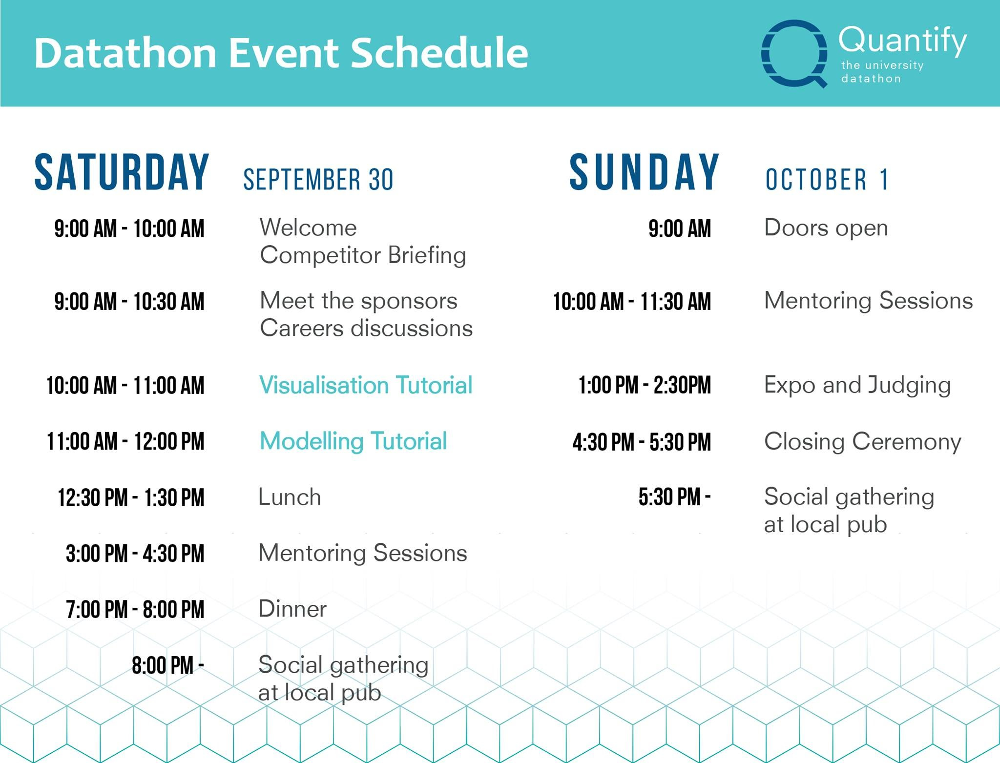 Datathon Event Schedule
Quantify
the university
datathon
SATURDAY SEPTEMBER 30
9:00 AM - 10:00 AM Welcome
Competitor Briefing
9:00 AM - 10:30 AM Meet the sponsors
Careers discussions
10:00 AM - 11:00 AM Visualisation Tutorial
11:00 AM - 12:00 PM Modelling Tutorial
12:30 PM - 1:30 PM Lunch
3:00 PM - 4:30 PM Mentoring Sessions
7:00 PM - 8:00 PM Dinner
8:00 PM - Social gathering
at local pub
SUNDAY OCTOBER 1
9:00 AM Doors open
10:00 AM - 11:30 AM Mentoring Sessions
1:00 PM - 2:30PM Expo and Judging
4:30 PM - 5:30 PM Closing Ceremony
5:30 PM - Social gathering
at local pub